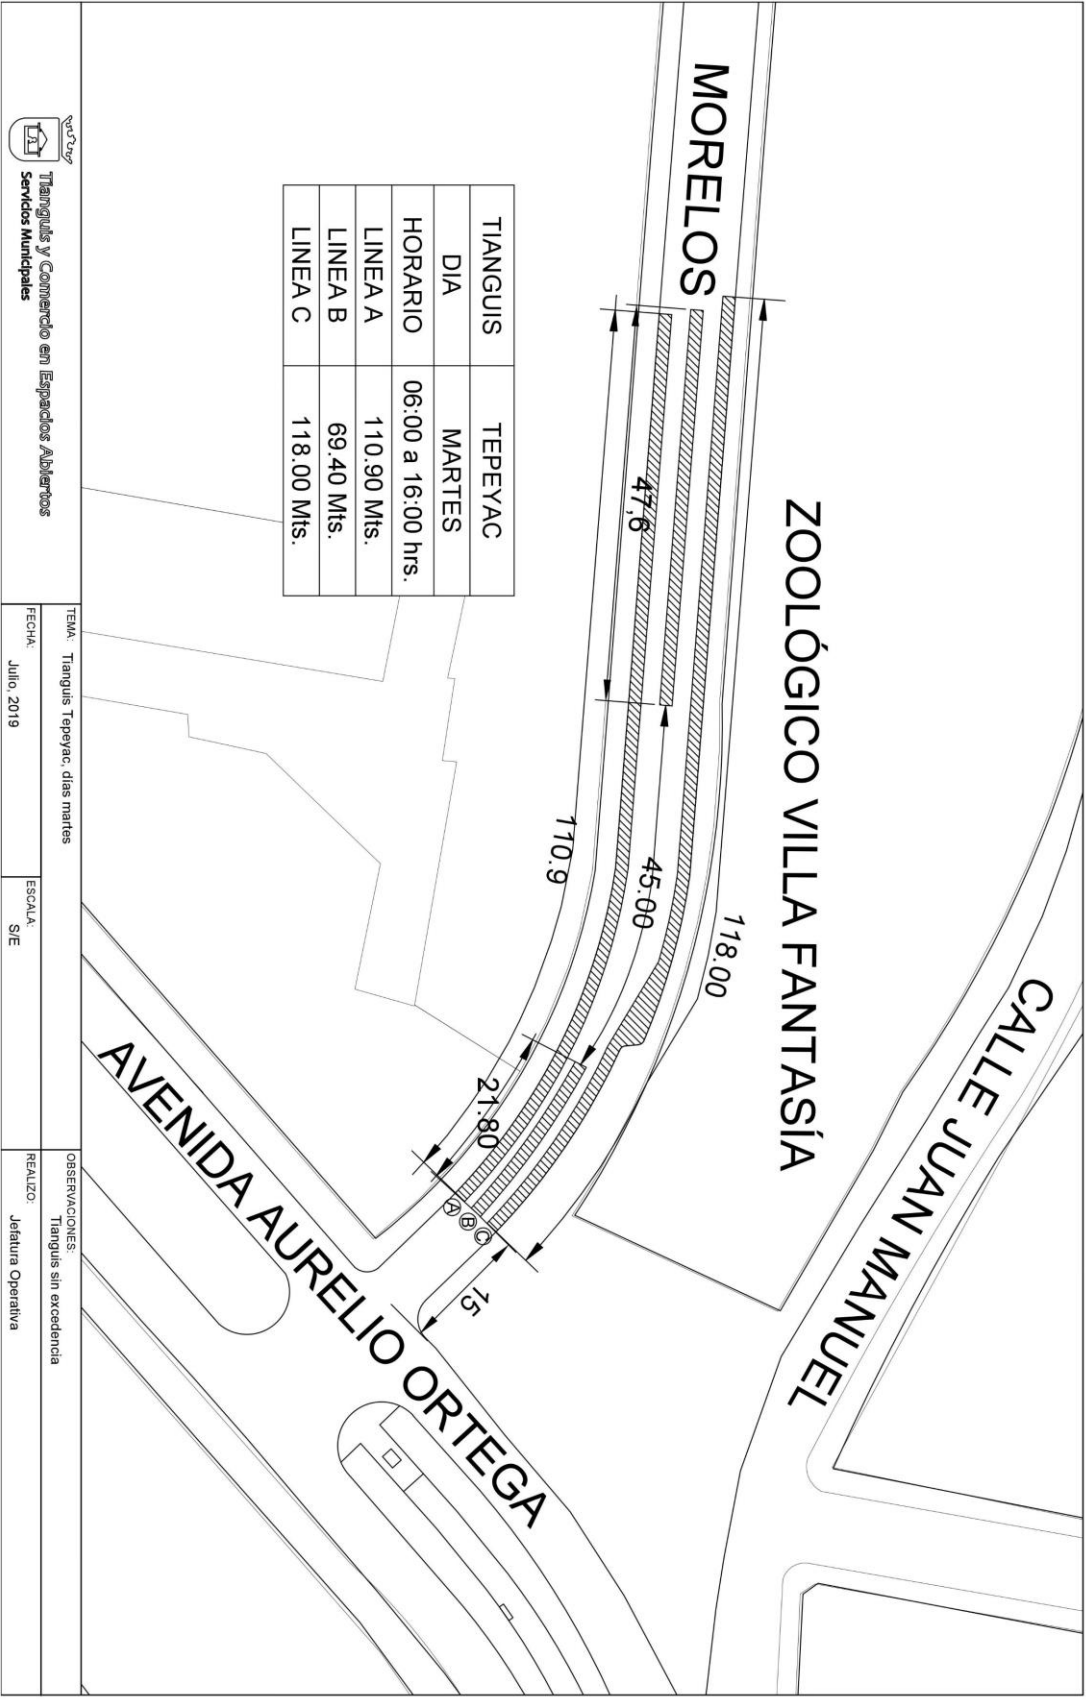 ZOOLÓGICO VILLA FANTASÍA
CALLE JUAN MANUEL
MORELOS
118.00
47,6
45.00
110.9
21.80
15
A
B
C
AVENIDA AURELIO ORTEGA
TIANGUIS TEPEYAC
DIA MARTES
HORARIO 06:00 a 16:00 hrs.
LINEA A 110.90 Mts.
LINEA B 69.40 Mts.
LINEA C 118.00 Mts.
Tianguis y Comercio en Espacios Abiertos
Servicios Municipales
TEMA: Tianguis Tepeyac, días martes
FECHA: Julio, 2019
ESCALA: S/E
OBSERVACIONES: Tianguis sin excedencia
REALIZO: Jefatura Operativa